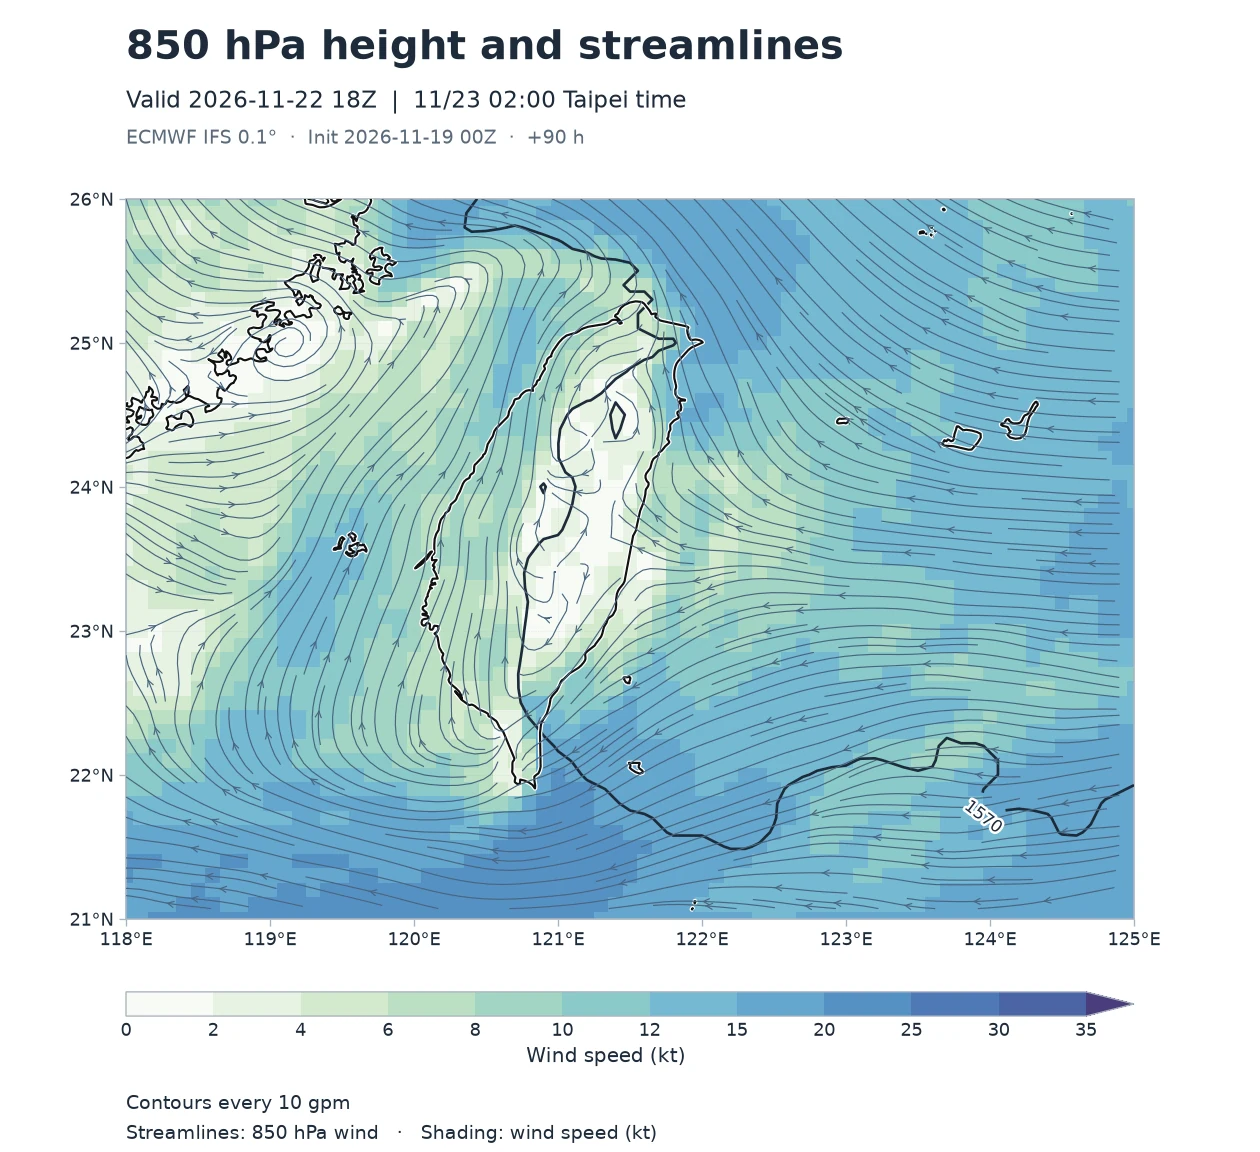 850 hPa height and streamlines
Valid 2026-11-22 18Z | 11/23 02:00 Taipei time
ECMWF IFS 0.1° · Init 2026-11-19 00Z · +90 h
26°N
25°N
24°N
23°N
22°N
21°N
1570
118°E 119°E 120°E 121°E 122°E 123°E 124°E 125°E
0 2 4 6 8 10 12 15 20 25 30 35
Wind speed (kt)
Contours every 10 gpm
Streamlines: 850 hPa wind · Shading: wind speed (kt)